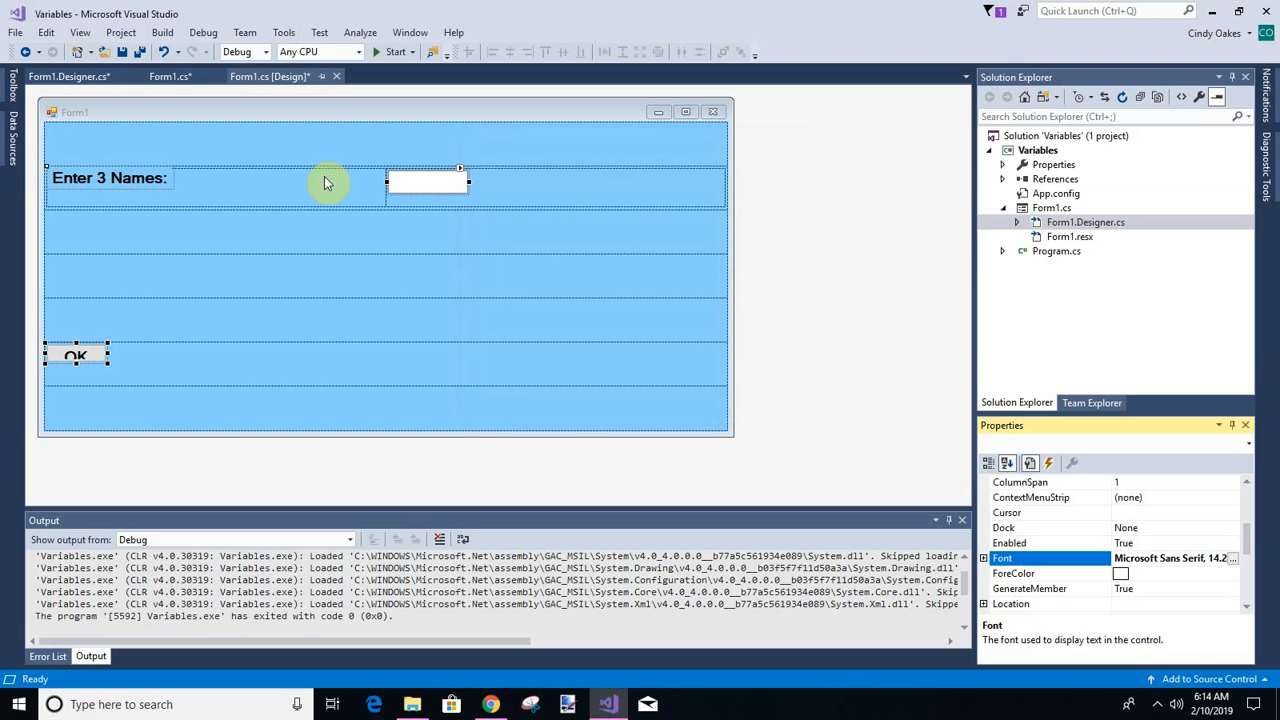 Variables - Microsoft Visual Studio
1
Quick Launch (Ctrl+Q)
File Edit View Project Build Debug Team Format Tools Test Analyze Window Help
Cindy Oakes
CO
Debug Any CPU Start
Toolbox
Data Sources
Form1.Designer.cs* Form1.cs* Form1.cs [Design]*
Form1
Enter 3 Names:
OK
Solution Explorer
Search Solution Explorer (Ctrl+;)
Solution 'Variables' (1 project)
Variables
Properties
References
App.config
Form1.cs
Form1.Designer.cs
Form1.resx
Program.cs
Solution Explorer Team Explorer
Notifications
Diagnostic Tools
Properties
ColumnSpan 1
ContextMenuStrip (none)
Cursor
Dock None
Enabled True
Font Microsoft Sans Serif, 14.2
ForeColor
GenerateMember True
Location
Font
The font used to display text in the control.
Output
Show output from: Debug
'Variables.exe' (CLR v4.0.30319: Variables.exe): Loaded 'C:\WINDOWS\Microsoft.Net\assembly\GAC_MSIL\System\v4.0_4.0.0.0__b77a5c561934e089\System.dll'. Skipped loadin
'Variables.exe' (CLR v4.0.30319: Variables.exe): Loaded 'C:\WINDOWS\Microsoft.Net\assembly\GAC_MSIL\System.Drawing\v4.0_4.0.0.0__b03f5f7f11d50a3a\System.Drawing.dll'
'Variables.exe' (CLR v4.0.30319: Variables.exe): Loaded 'C:\WINDOWS\Microsoft.Net\assembly\GAC_MSIL\System.Configuration\v4.0_4.0.0.0__b03f5f7f11d50a3a\System.Config
'Variables.exe' (CLR v4.0.30319: Variables.exe): Loaded 'C:\WINDOWS\Microsoft.Net\assembly\GAC_MSIL\System.Core\v4.0_4.0.0.0__b77a5c561934e089\System.Core.dll'. Skip
'Variables.exe' (CLR v4.0.30319: Variables.exe): Loaded 'C:\WINDOWS\Microsoft.Net\assembly\GAC_MSIL\System.Xml\v4.0_4.0.0.0__b77a5c561934e089\System.Xml.dll'. Skippe
The program '[5592] Variables.exe' has exited with code 0 (0x0).
Error List Output
Ready
Add to Source Control
Type here to search
6:14 AM
2/10/2019